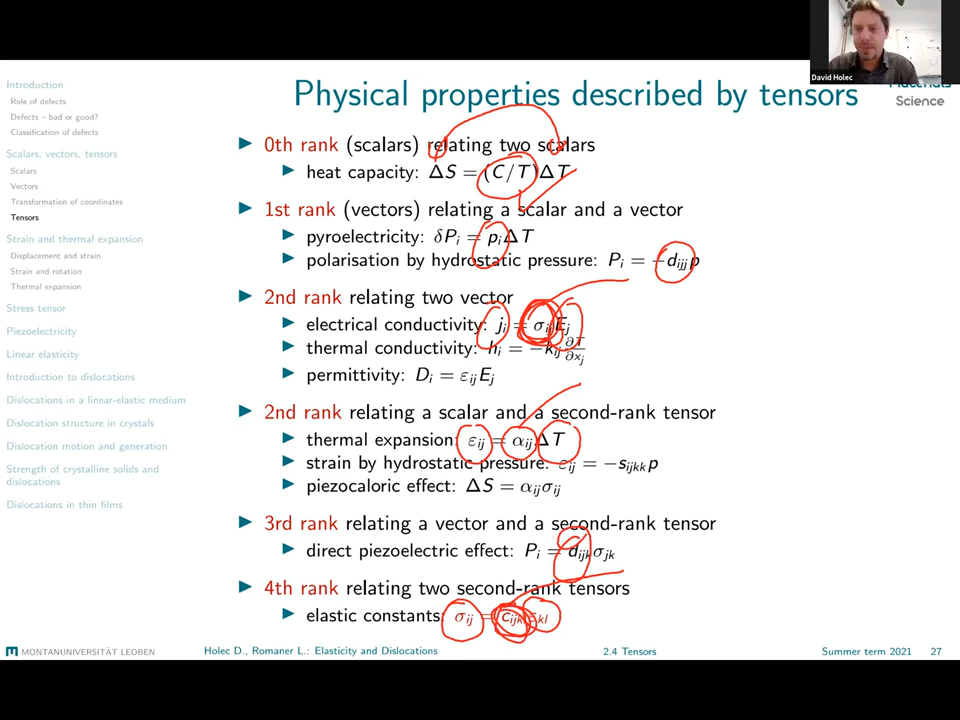 David Holec
Materials
Science
Physical properties described by tensors
Introduction
Role of defects
Defects – bad or good?
Classification of defects
Scalars, vectors, tensors
Scalars
Vectors
Transformation of coordinates
Tensors
Strain and thermal expansion
Displacement and strain
Strain and rotation
Thermal expansion
Stress tensor
Piezoelectricity
Linear elasticity
Introduction to dislocations
Dislocations in a linear-elastic medium
Dislocation structure in crystals
Dislocation motion and generation
Strength of crystalline solids and
dislocations
Dislocations in thin films
▶ 0th rank (scalars) relating two scalars
▶ heat capacity: ΔS = (C/T)ΔT
▶ 1st rank (vectors) relating a scalar and a vector
▶ pyroelectricity: δP_i = p_iΔT
▶ polarisation by hydrostatic pressure: P_i = −d_ijj p
▶ 2nd rank relating two vector
▶ electrical conductivity: j_i = σ_ij E_j
▶ thermal conductivity: h_i = −k_ij ∂T/∂x_j
▶ permittivity: D_i = ε_ij E_j
▶ 2nd rank relating a scalar and a second-rank tensor
▶ thermal expansion: ε_ij = α_ij ΔT
▶ strain by hydrostatic pressure: ε_ij = −s_ijkk p
▶ piezocaloric effect: ΔS = α_ij σ_ij
▶ 3rd rank relating a vector and a second-rank tensor
▶ direct piezoelectric effect: P_i = d_ijk σ_jk
▶ 4th rank relating two second-rank tensors
▶ elastic constants: σ_ij = c_ijkl ε_kl
MONTANUNIVERSITÄT LEOBEN
Holec D., Romaner L.: Elasticity and Dislocations
2.4 Tensors
Summer term 2021 27